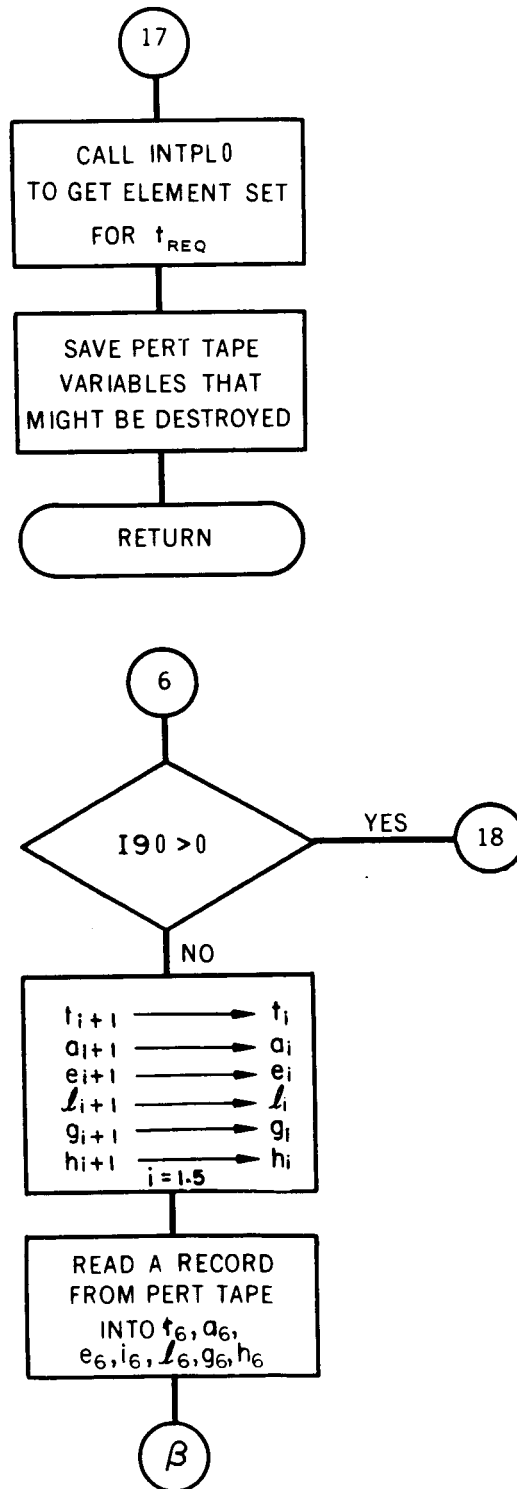 17
CALL INTPL0
TO GET ELEMENT SET
FOR t_REQ
SAVE PERT TAPE
VARIABLES THAT
MIGHT BE DESTROYED
RETURN
6
I90 >0
YES
18
NO
t_i+1 → t_i
a_i+1 → a_i
e_i+1 → e_i
l_i+1 → l_i
g_i+1 → g_i
h_i+1 → h_i
i = 1.5
READ A RECORD
FROM PERT TAPE
INTO t_6, a_6,
e_6, i_6, l_6, g_6, h_6
β